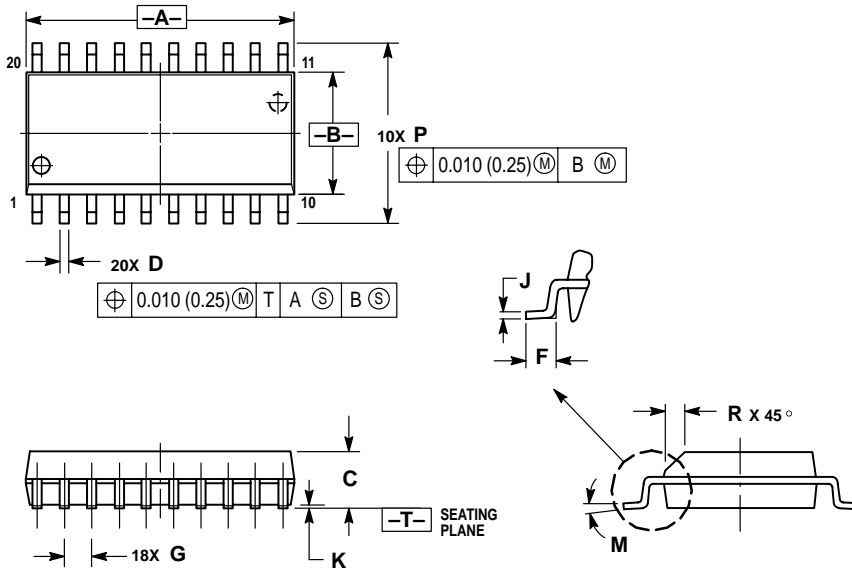 –A–
20
11
–B–
10X P
⌖ 0.010 (0.25) Ⓜ B Ⓜ
1
10
20X D
⌖ 0.010 (0.25) Ⓜ T A Ⓢ B Ⓢ
J
F
R X 45°
C
–T– SEATING
PLANE
M
18X G
K